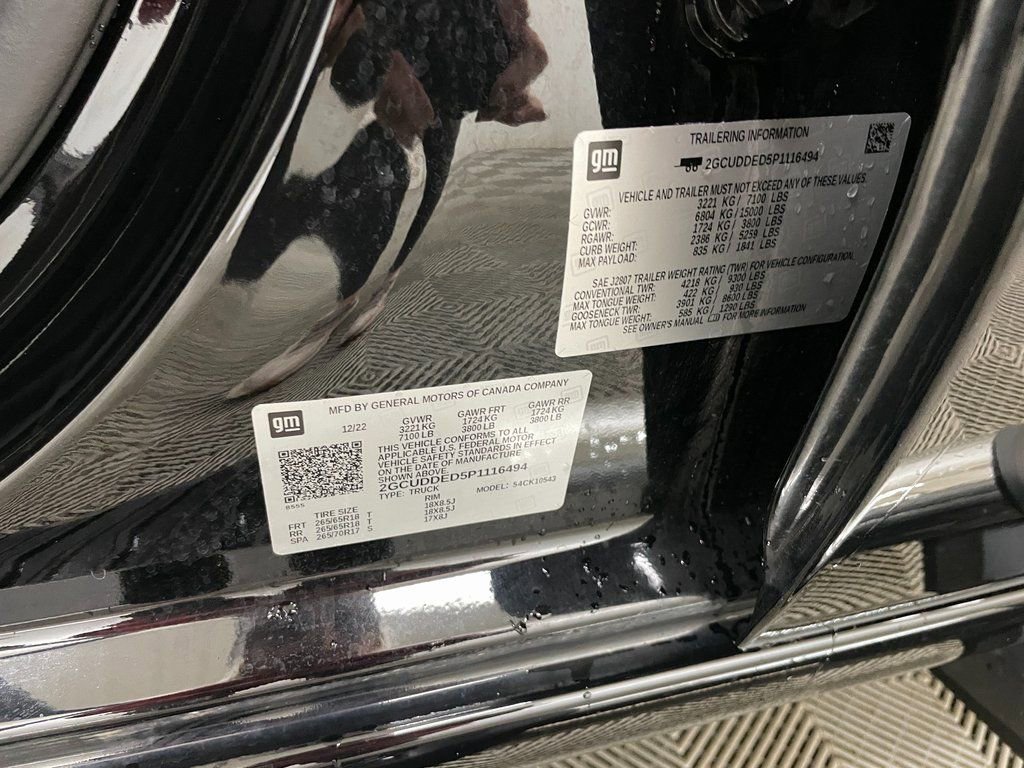 gm
TRAILERING INFORMATION
2GCUDDED5P1116494
VEHICLE AND TRAILER MUST NOT EXCEED ANY OF THESE VALUES.
GVWR: 3221 KG / 7100 LBS
GCWR: 6804 KG / 15000 LBS
RGAWR: 1724 KG / 3800 LBS
CURB WEIGHT: 2386 KG / 5259 LBS
MAX PAYLOAD: 835 KG / 1841 LBS
SAE J2807 TRAILER WEIGHT RATING (TWR) FOR VEHICLE CONFIGURATION.
CONVENTIONAL TWR: 4218 KG / 9300 LBS
MAX TONGUE WEIGHT: 422 KG / 930 LBS
GOOSENECK TWR: 3901 KG / 8600 LBS
MAX TONGUE WEIGHT: 585 KG / 1290 LBS
SEE OWNER'S MANUAL FOR MORE INFORMATION
gm
MFD BY GENERAL MOTORS OF CANADA COMPANY
12/22 GVWR GAWR FRT GAWR RR
3221 KG 1724 KG 1724 KG
7100 LB 3800 LB 3800 LB
THIS VEHICLE CONFORMS TO ALL
APPLICABLE U.S. FEDERAL MOTOR
VEHICLE SAFETY STANDARDS IN EFFECT
ON THE DATE OF MANUFACTURE
SHOWN ABOVE.
2GCUDDED5P1116494
TYPE: TRUCK MODEL: 54CK10543
8555
TIRE SIZE RIM
FRT 265/65R18 T 18X8.5J
RR 265/65R18 T 18X8.5J
SPA 265/70R17 S 17X8J